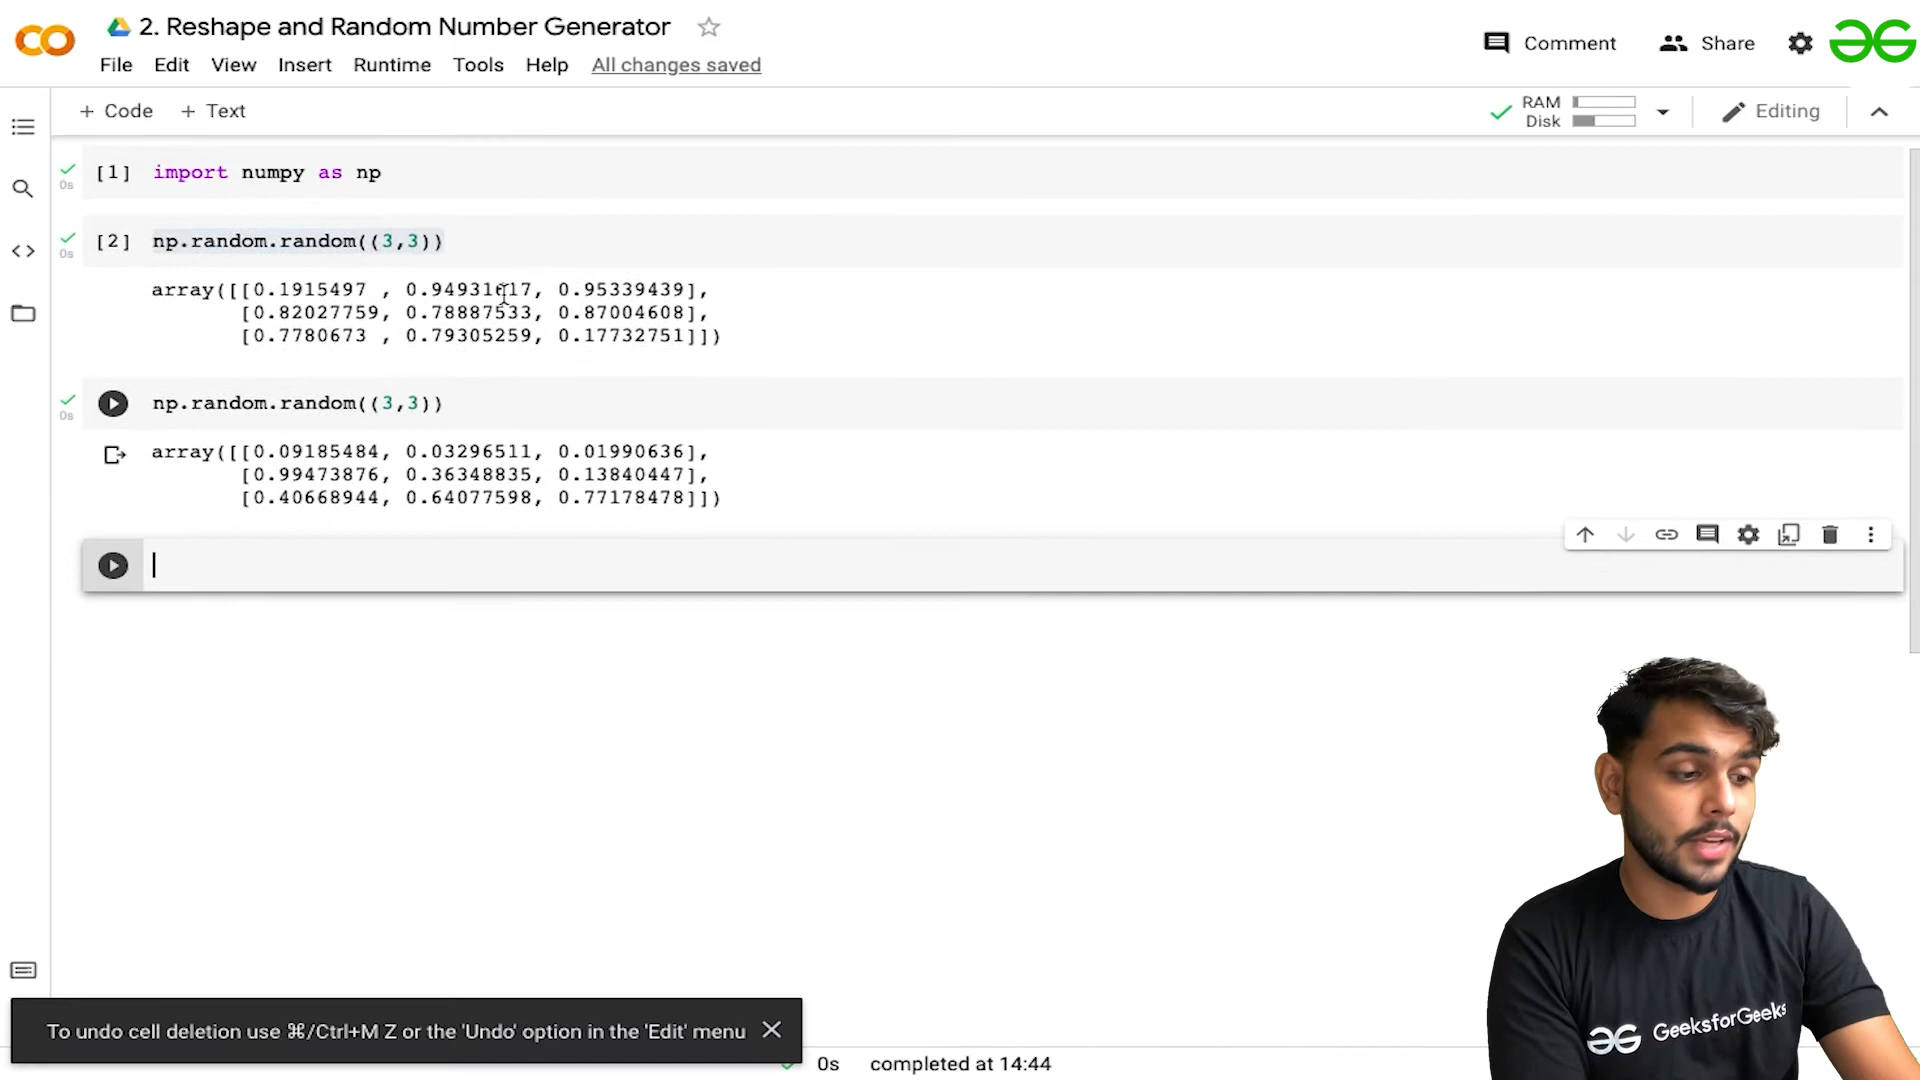 2. Reshape and Random Number Generator
File Edit View Insert Runtime Tools Help All changes saved
Comment Share
+ Code + Text
RAM
Disk
Editing
0s
[1] import numpy as np
0s
[2] np.random.random((3,3))
array([[0.1915497 , 0.94931617, 0.95339439],
[0.82027759, 0.78887533, 0.87004608],
[0.7780673 , 0.79305259, 0.17732751]])
0s
np.random.random((3,3))
array([[0.09185484, 0.03296511, 0.01990636],
[0.99473876, 0.36348835, 0.13840447],
[0.40668944, 0.64077598, 0.77178478]])
GeeksforGeeks
To undo cell deletion use ⌘/Ctrl+M Z or the 'Undo' option in the 'Edit' menu
0s completed at 14:44